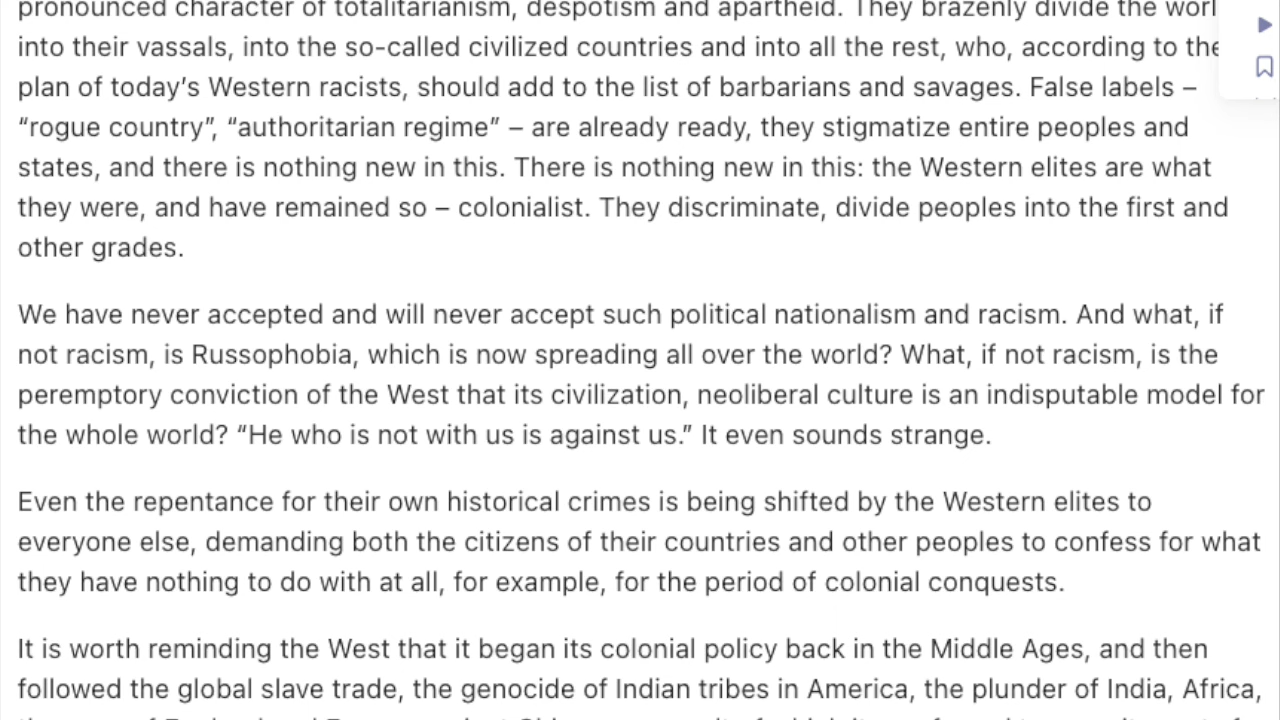 pronounced character of totalitarianism, despotism and apartheid. They brazenly divide the
into their vassals, into the so-called civilized countries and into all the rest, who, according to the
plan of today’s Western racists, should add to the list of barbarians and savages. False labels –
“rogue country”, “authoritarian regime” – are already ready, they stigmatize entire peoples and
states, and there is nothing new in this. There is nothing new in this: the Western elites are what
they were, and have remained so – colonialist. They discriminate, divide peoples into the first and
other grades.
We have never accepted and will never accept such political nationalism and racism. And what, if
not racism, is Russophobia, which is now spreading all over the world? What, if not racism, is the
peremptory conviction of the West that its civilization, neoliberal culture is an indisputable model for
the whole world? “He who is not with us is against us.” It even sounds strange.
Even the repentance for their own historical crimes is being shifted by the Western elites to
everyone else, demanding both the citizens of their countries and other peoples to confess for what
they have nothing to do with at all, for example, for the period of colonial conquests.
It is worth reminding the West that it began its colonial policy back in the Middle Ages, and then
followed the global slave trade, the genocide of Indian tribes in America, the plunder of India, Africa,